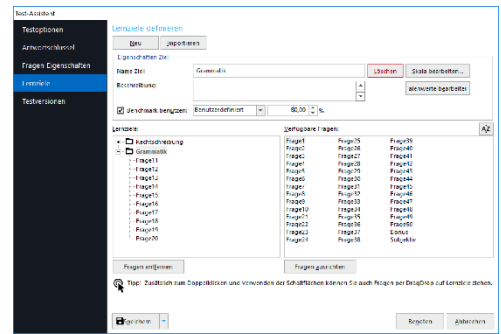 Test-Assistent
Testoptionen
Antwortschlüssel
Fragen Eigenschaften
Lernziele
Testversionen
Lernziele definieren
Neu
Importieren
Eigenschaften Ziel
Name Ziel:
Grammatik
Löschen
Skala bearbeiten...
Beschreibung:
bearbeiten
Benchmark benutzen:
Benutzerdefiniert
60,00
%
Lernziele:
Rechtschreibung
Grammatik
Frage11
Frage12
Frage13
Frage14
Frage15
Frage16
Frage17
Frage18
Frage19
Frage20
Verfügbare Fragen:
AZ
Frage1 Frage25 Frage39
Frage2 Frage26 Frage40
Frage3 Frage27 Frage41
Frage4 Frage28 Frage42
Frage5 Frage29 Frage43
Frage6 Frage30 Frage44
Frage7 Frage31 Frage45
Frage8 Frage32 Frage46
Frage9 Frage33 Frage47
Frage10 Frage34 Frage48
Frage21 Frage35 Frage49
Frage22 Frage36 Frage50
Frage23 Frage37 Bonus
Frage24 Frage38 Subjektiv
Fragen entfernen
Fragen ausrichten
Tipp! Zusätzlich zum Doppelklicken und Verwenden der Schaltflächen können Sie auch Fragen per DragDrop auf Lernziele ziehen.
Speichern
Beenden
Abbrechen